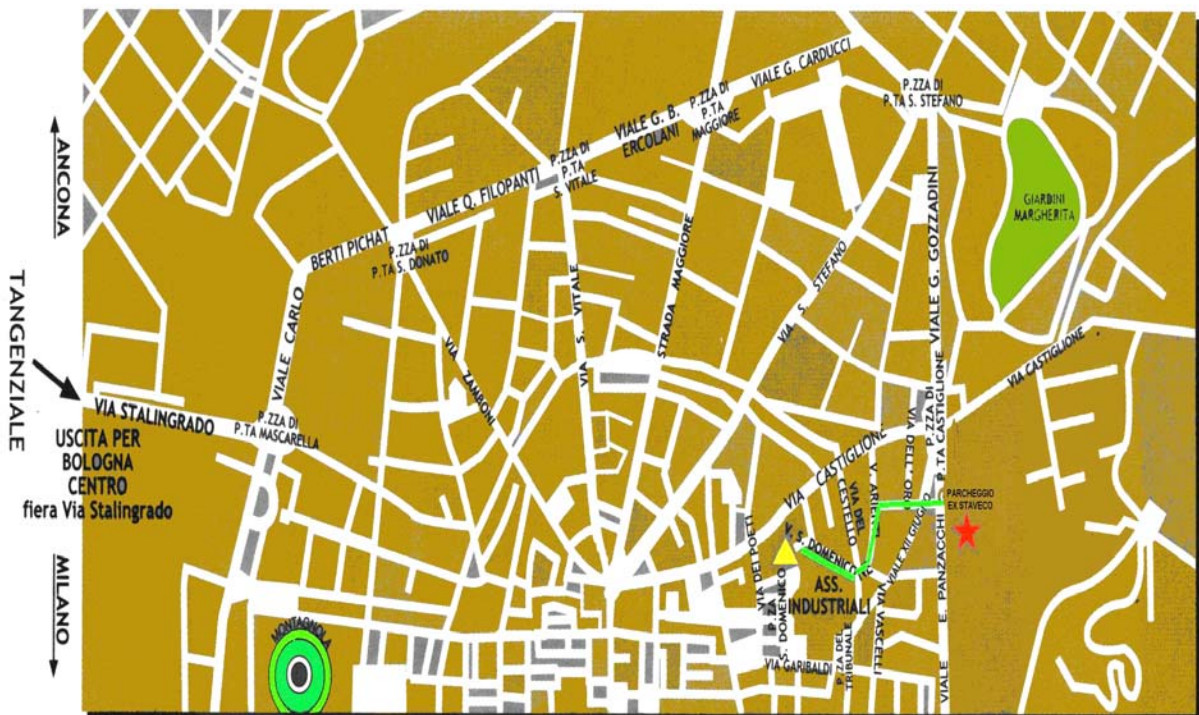 VIALE G. CARDUCCI
P.ZZA DI
P.TA S. STEFANO
P.ZZA DI
P.TA
MAGGIORE
VIALE G. B.
ERCOLANI
P.ZZA DI
P.TA
S. VITALE
VIALE Q. FILOPANTI
ANCONA
BERTI PICHAT
P.ZZA DI
P.TA S. DONATO
GIARDINI
MARGHERITA
VIALE G. GOZZADINI
VIA S. STEFANO
STRADA MAGGIORE
VIA S. VITALE
VIA ZAMBONI
VIALE CARLO
TANGENZIALE
VIA STALINGRADO
P.ZZA DI
P.TA MASCARELLA
USCITA PER
BOLOGNA
CENTRO
fiera Via Stalingrado
VIA CASTIGLIONE
VIA CASTIGLIONE
P.ZZA DI
P.TA CASTIGLIONE
VIA DELL' ORO
VIA DEL
CESTELLO
PARCHEGGIO
EX.STAVECO
VIALE XII GIUGNO
VIALE E. PANZACCHI
VIA DEI POETI
V. S. DOMENICO
P.ZZA
S. DOMENICO
ASS.
INDUSTRIALI
VIA VASCELLI
VIA GARIBALDI
P.ZA DEL
TRIBUNALE
MILANO
MONTAGNOLA